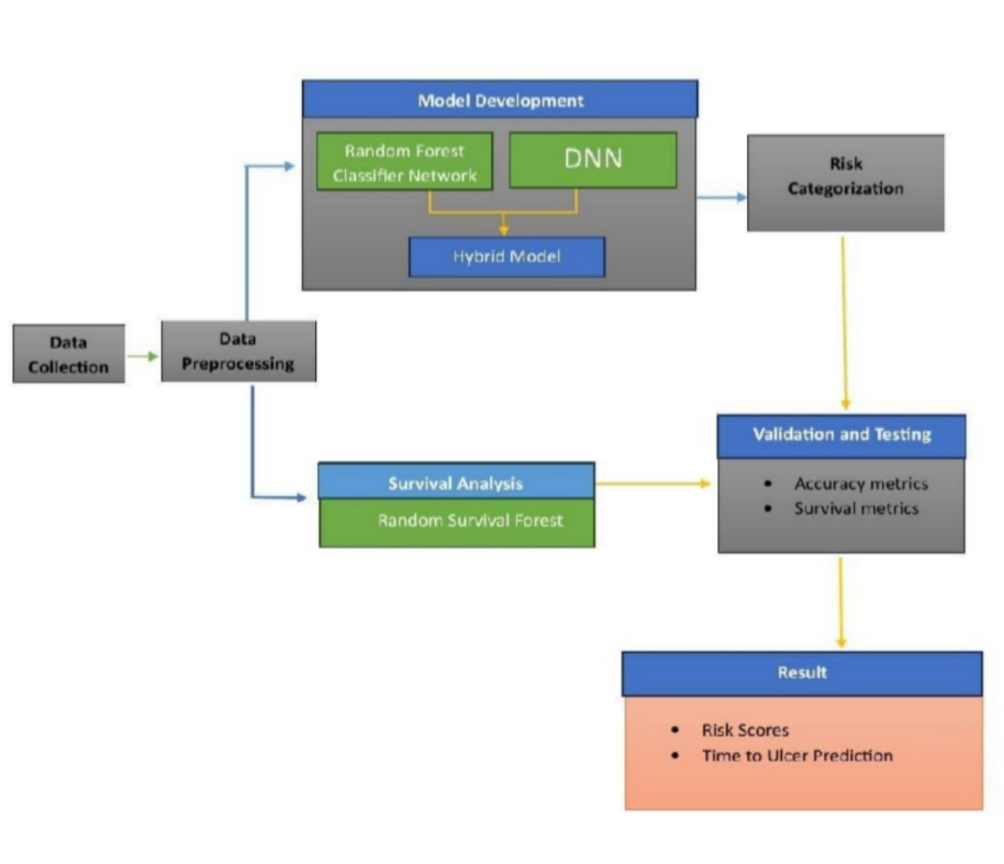 Model Development
Random Forest
Classifier Network
DNN
Hybrid Model
Risk
Categorization
Data
Collection
Data
Preprocessing
Survival Analysis
Random Survival Forest
Validation and Testing
• Accuracy metrics
• Survival metrics
Result
• Risk Scores
• Time to Ulcer Prediction